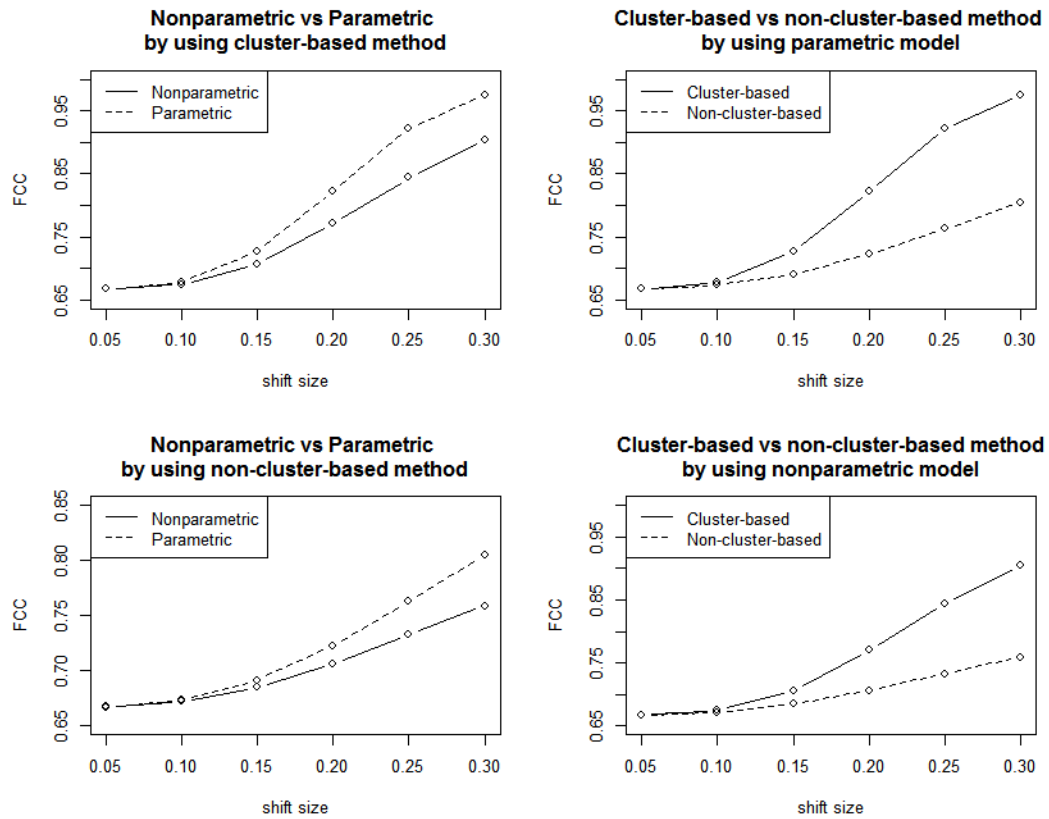 Nonparametric vs Parametric
by using cluster-based method
Nonparametric
Parametric
FCC
0.65 0.75 0.85 0.95
0.05 0.10 0.15 0.20 0.25 0.30
shift size
Cluster-based vs non-cluster-based method
by using parametric model
Cluster-based
Non-cluster-based
FCC
0.65 0.75 0.85 0.95
0.05 0.10 0.15 0.20 0.25 0.30
shift size
Nonparametric vs Parametric
by using non-cluster-based method
Nonparametric
Parametric
FCC
0.65 0.70 0.75 0.80 0.85
0.05 0.10 0.15 0.20 0.25 0.30
shift size
Cluster-based vs non-cluster-based method
by using nonparametric model
Cluster-based
Non-cluster-based
FCC
0.65 0.75 0.85 0.95
0.05 0.10 0.15 0.20 0.25 0.30
shift size